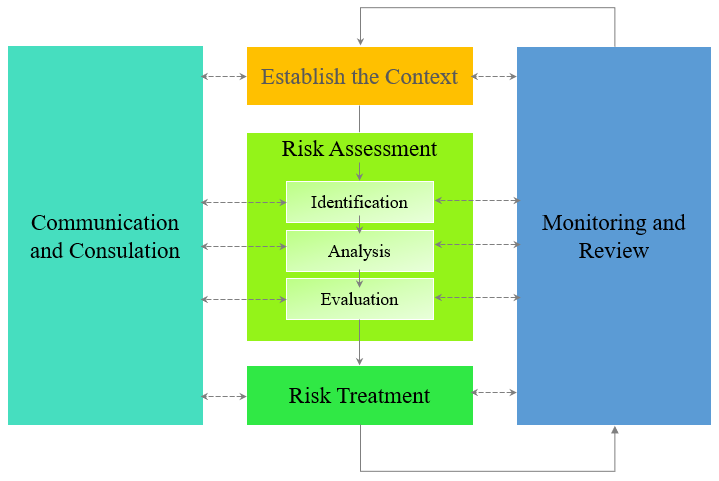 Establish the Context
Risk Assessment
Identification
Analysis
Evaluation
Risk Treatment
Communication
and Consulation
Monitoring and
Review